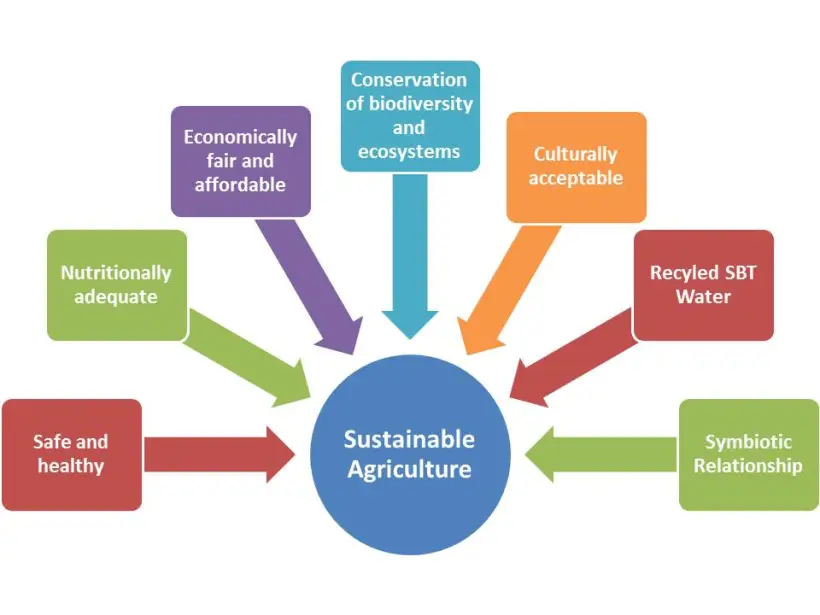 Conservation
of biodiversity
and
ecosystems
Economically
fair and
affordable
Culturally
acceptable
Nutritionally
adequate
Recyled SBT
Water
Safe and
healthy
Sustainable
Agriculture
Symbiotic
Relationship